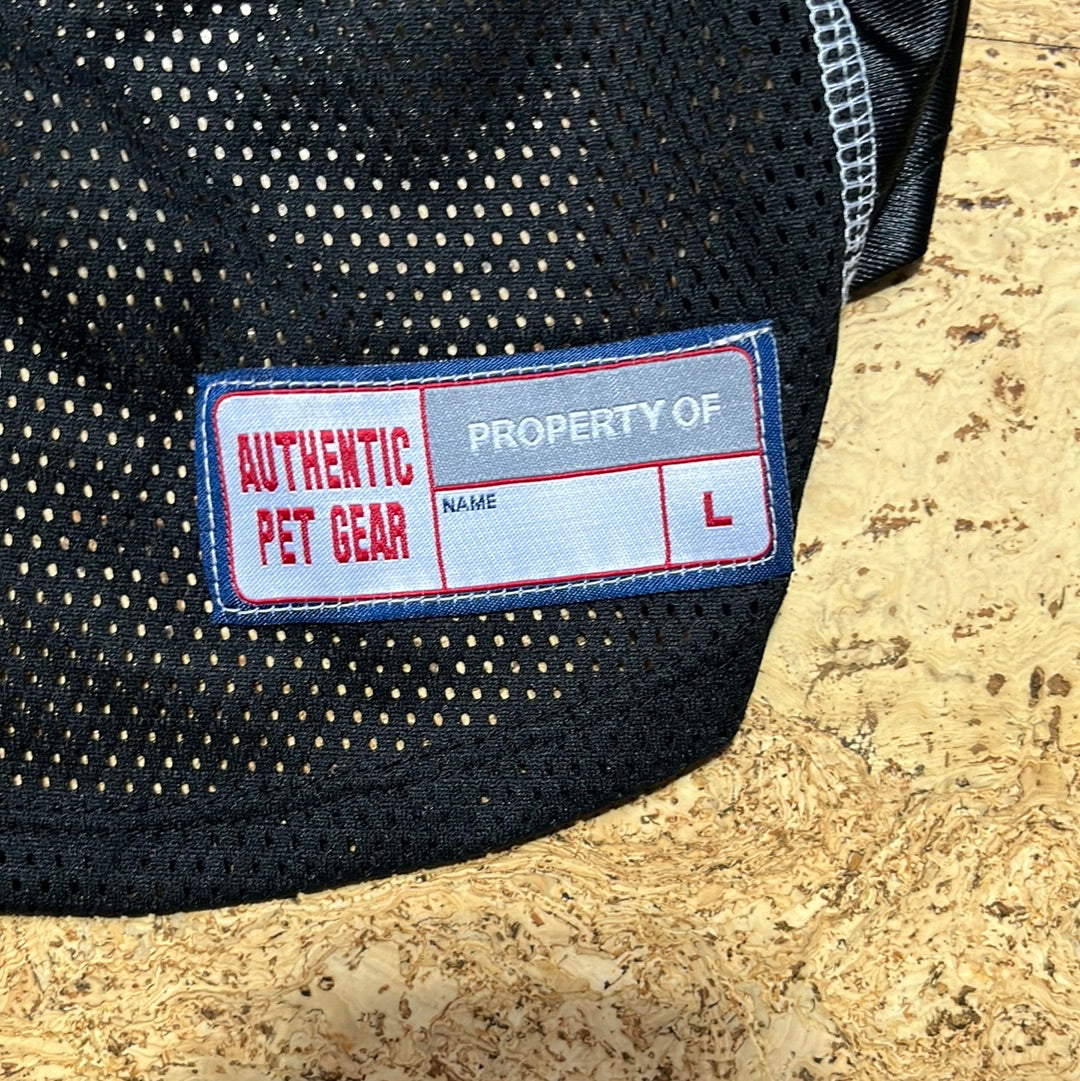 AUTHENTIC
PET GEAR
PROPERTY OF
NAME
L